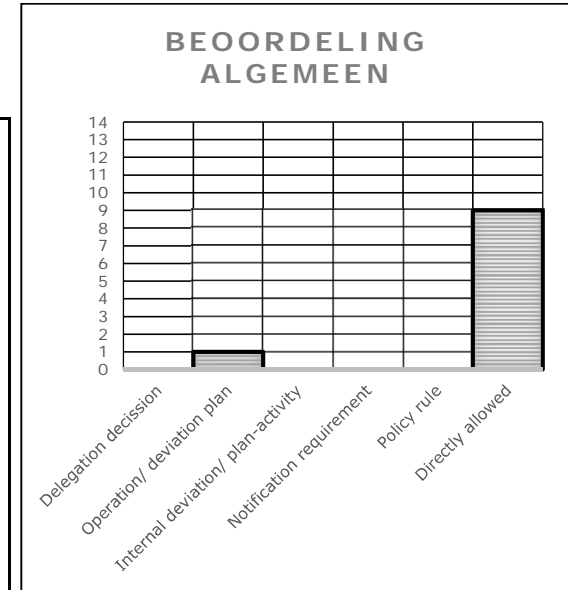 BEOORDELING
ALGEMEEN
14
13
12
11
10
9
8
7
6
5
4
3
2
1
0
Delegation decission
Operation/ deviation plan
Internal deviation/ plan-activity
Notification requirement
Policy rule
Directly allowed